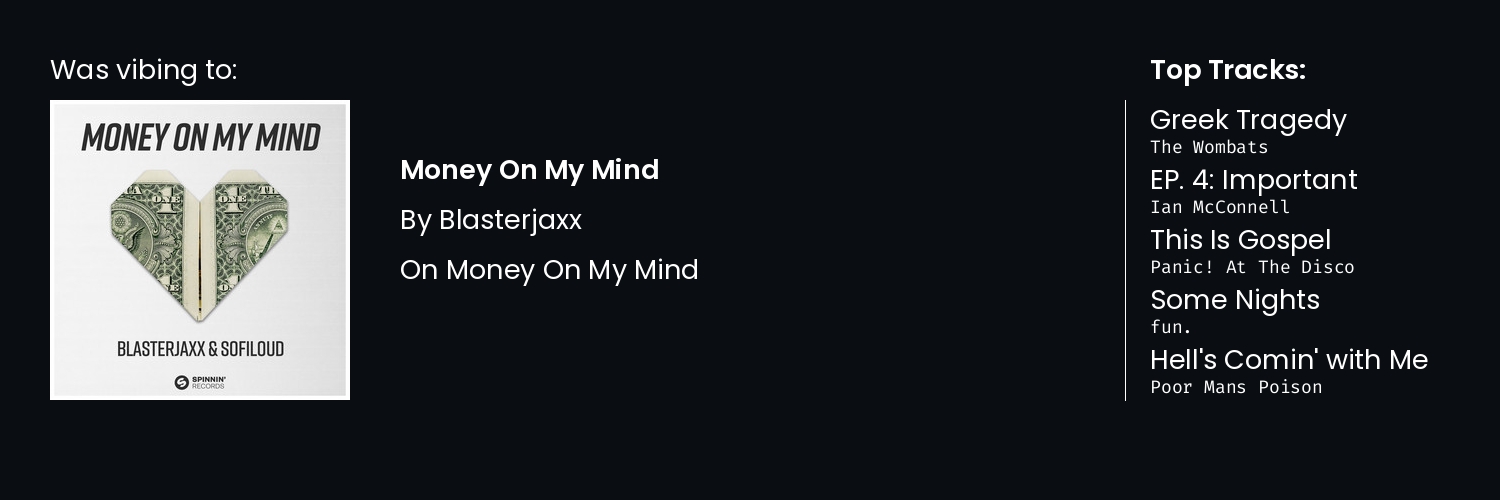 Was vibing to:
MONEY ON MY MIND
BLASTERJAXX & SOFILOUD
SPINNIN'
RECORDS
Money On My Mind
By Blasterjaxx
On Money On My Mind
Top Tracks:
Greek Tragedy
The Wombats
EP. 4: Important
Ian McConnell
This Is Gospel
Panic! At The Disco
Some Nights
fun.
Hell's Comin' with Me
Poor Mans Poison